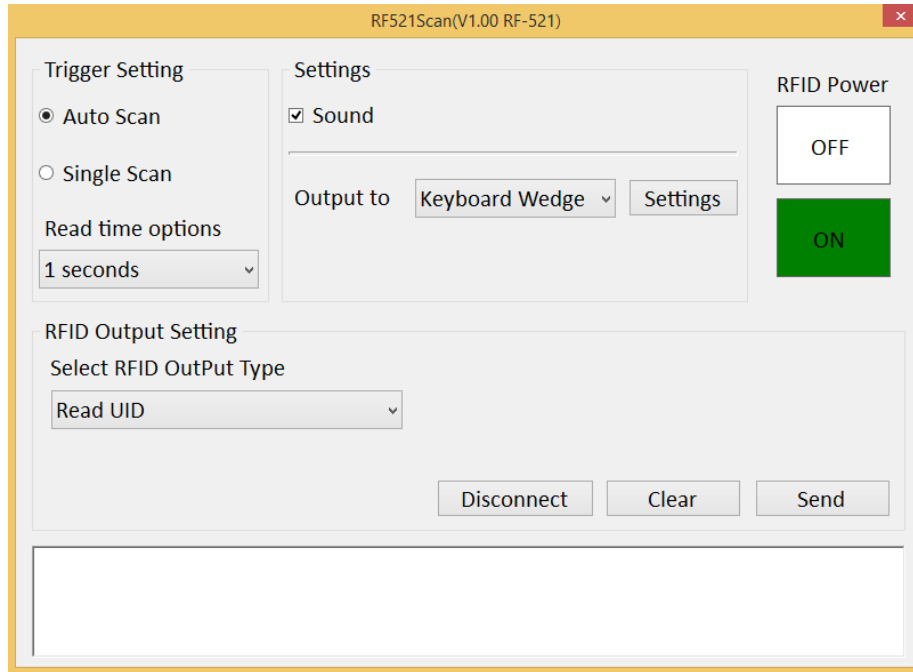 RF521Scan(V1.00 RF-521)
Trigger Setting
Auto Scan
Single Scan
Read time options
1 seconds
Settings
Sound
Output to Keyboard Wedge Settings
RFID Power
OFF
ON
RFID Output Setting
Select RFID OutPut Type
Read UID
Disconnect Clear Send